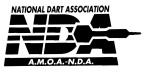 NATIONAL DART ASSOCIATION
NDA
A.M.O.A.-N.D.A.